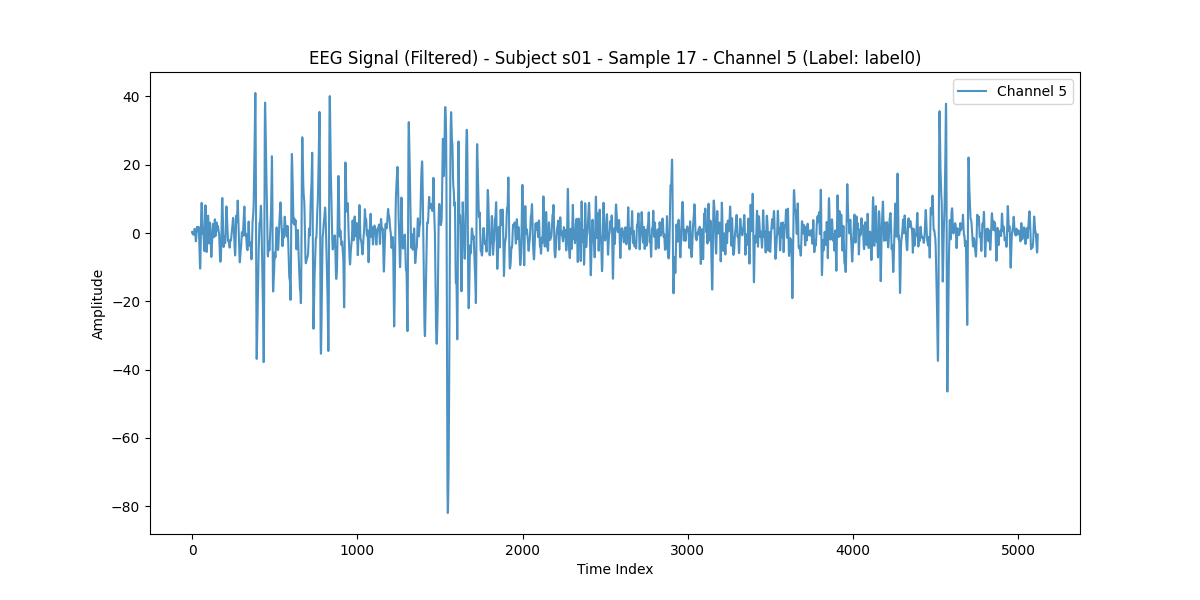 EEG Signal (Filtered) - Subject s01 - Sample 17 - Channel 5 (Label: label0)
Channel 5
40
20
0
−20
−40
−60
−80
Amplitude
0 1000 2000 3000 4000 5000
Time Index